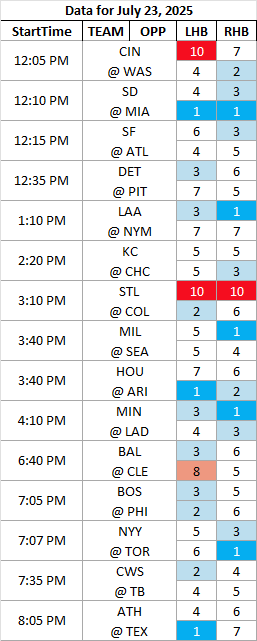 Data for July 23, 2025
StartTime TEAM OPP LHB RHB
12:05 PM CIN 10 7
@ WAS 4 2
12:10 PM SD 4 3
@ MIA 1 1
12:15 PM SF 6 3
@ ATL 4 5
12:35 PM DET 3 6
@ PIT 7 5
1:10 PM LAA 3 1
@ NYM 7 7
2:20 PM KC 5 5
@ CHC 5 3
3:10 PM STL 10 10
@ COL 2 6
3:40 PM MIL 5 1
@ SEA 5 4
3:40 PM HOU 7 6
@ ARI 1 2
4:10 PM MIN 3 1
@ LAD 4 3
6:40 PM BAL 3 6
@ CLE 8 5
7:05 PM BOS 3 5
@ PHI 2 6
7:07 PM NYY 5 3
@ TOR 6 1
7:35 PM CWS 2 4
@ TB 4 5
8:05 PM ATH 4 6
@ TEX 1 7